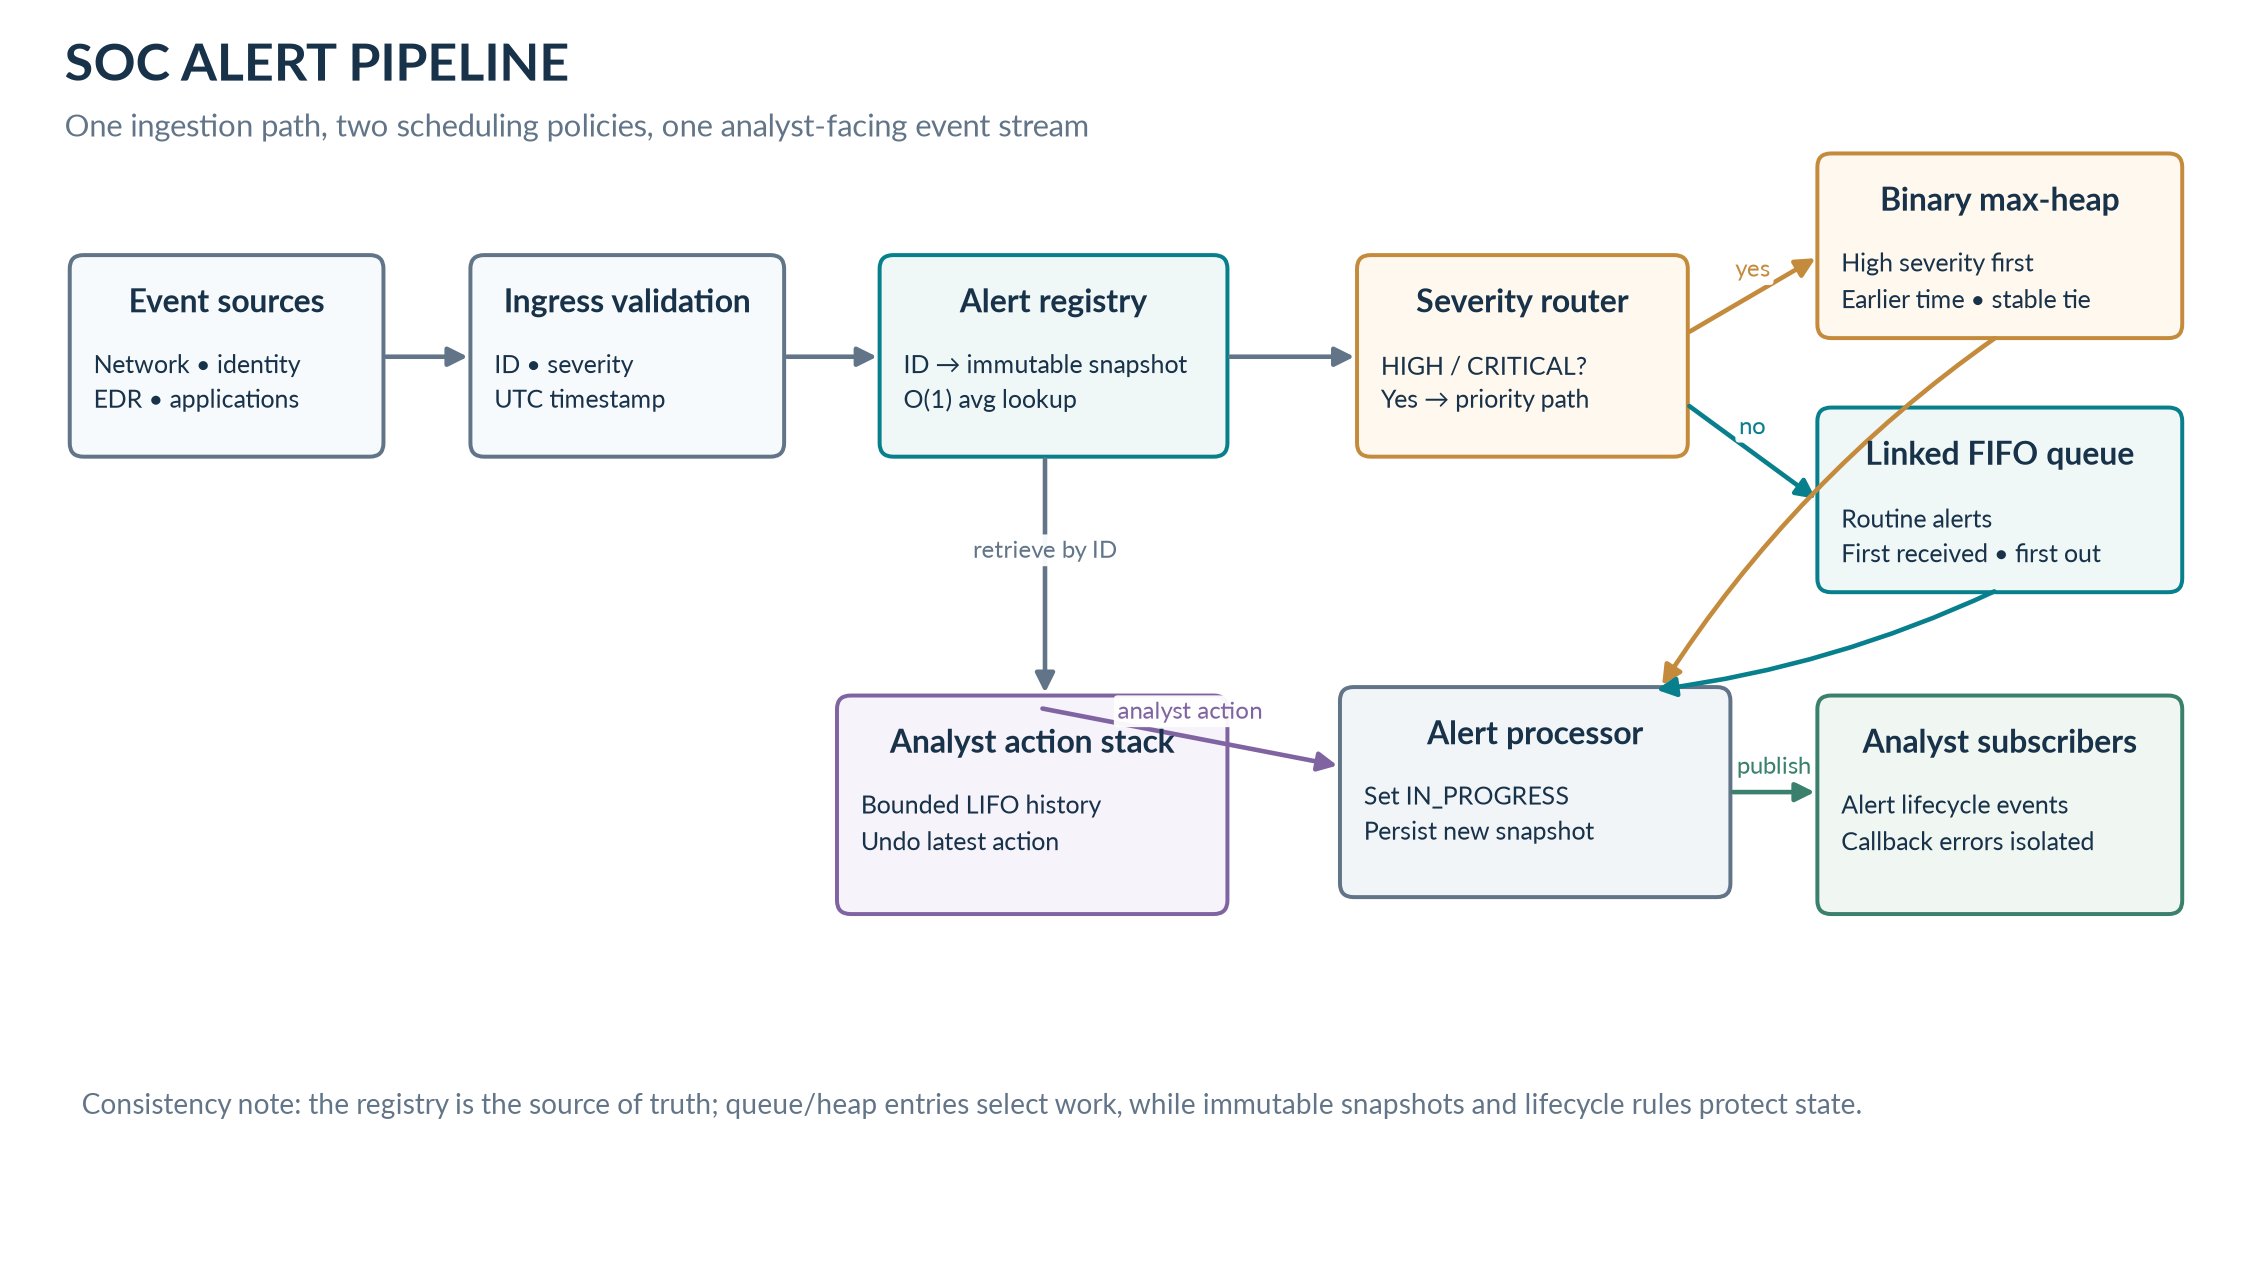 SOC ALERT PIPELINE
One ingestion path, two scheduling policies, one analyst-facing event stream
Event sources
Network • identity
EDR • applications
Ingress validation
ID • severity
UTC timestamp
Alert registry
ID → immutable snapshot
O(1) avg lookup
Severity router
HIGH / CRITICAL?
Yes → priority path
yes
no
Binary max-heap
High severity first
Earlier time • stable tie
Linked FIFO queue
Routine alerts
First received • first out
retrieve by ID
analyst action
Analyst action stack
Bounded LIFO history
Undo latest action
Alert processor
Set IN_PROGRESS
Persist new snapshot
publish
Analyst subscribers
Alert lifecycle events
Callback errors isolated
Consistency note: the registry is the source of truth; queue/heap entries select work, while immutable snapshots and lifecycle rules protect state.